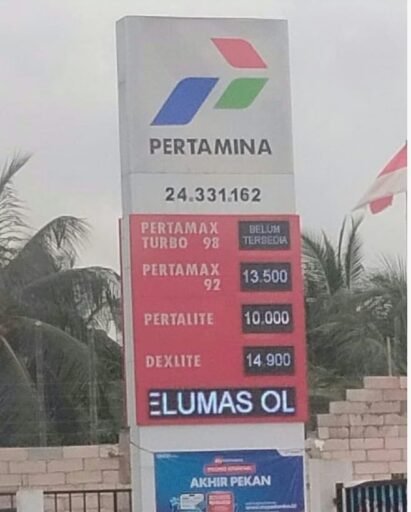 PERTAMINA
24.331.162
PERTAMAX
TURBO 98
BELUM
TERSEDIA
PERTAMAX
92
13.500
PERTALITE
10.000
DEXLITE
14.900
ELUMAS OL
AKHIR PEKAN